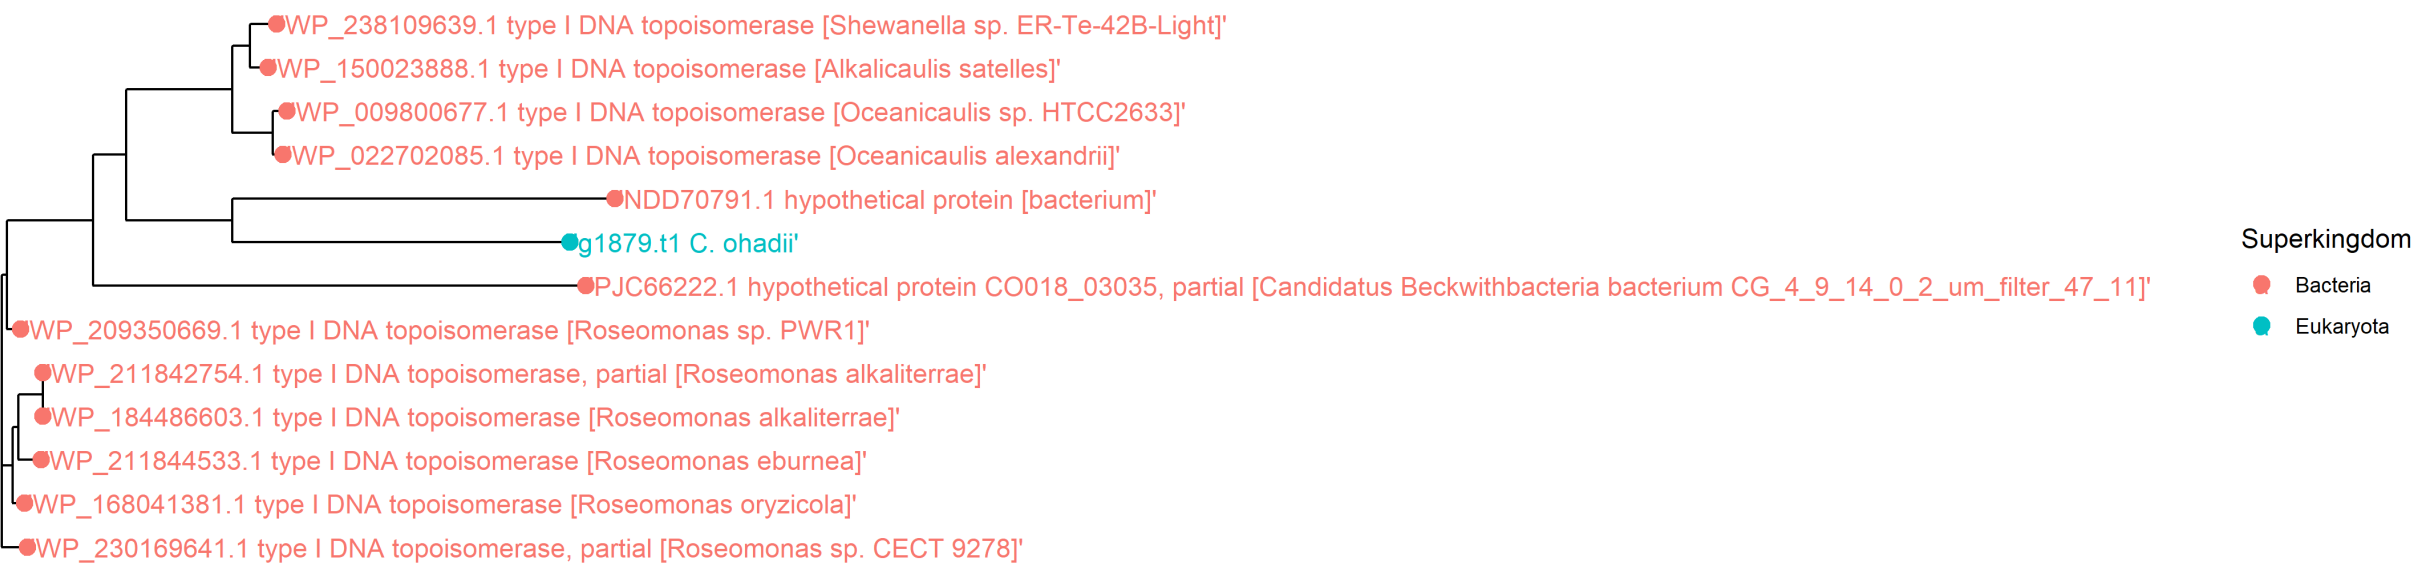 'WP_238109639.1 type I DNA topoisomerase [Shewanella sp. ER-Te-42B-Light]'
'WP_150023888.1 type I DNA topoisomerase [Alkalicaulis satelles]'
'WP_009800677.1 type I DNA topoisomerase [Oceanicaulis sp. HTCC2633]'
'WP_022702085.1 type I DNA topoisomerase [Oceanicaulis alexandrii]'
'NDD70791.1 hypothetical protein [bacterium]'
'g1879.t1 C. ohadii'
'PJC66222.1 hypothetical protein CO018_03035, partial [Candidatus Beckwithbacteria bacterium CG_4_9_14_0_2_um_filter_47_11]'
'WP_209350669.1 type I DNA topoisomerase [Roseomonas sp. PWR1]'
'WP_211842754.1 type I DNA topoisomerase, partial [Roseomonas alkaliterrae]'
'WP_184486603.1 type I DNA topoisomerase [Roseomonas alkaliterrae]'
'WP_211844533.1 type I DNA topoisomerase [Roseomonas eburnea]'
'WP_168041381.1 type I DNA topoisomerase [Roseomonas oryzicola]'
'WP_230169641.1 type I DNA topoisomerase, partial [Roseomonas sp. CECT 9278]'
Superkingdom
Bacteria
Eukaryota